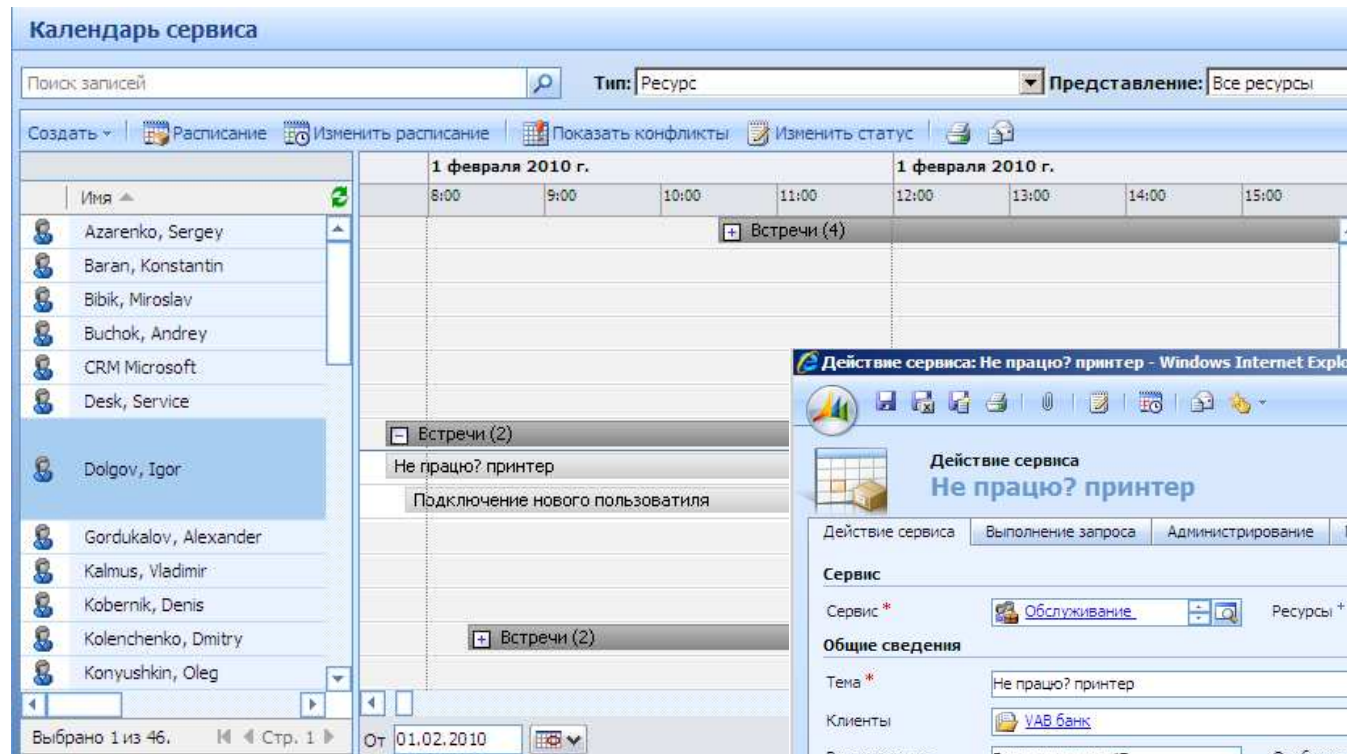 Календарь сервиса
Поиск записей Тип: Ресурс Представление: Все ресурсы
Создать Расписание Изменить расписание Показать конфликты Изменить статус
1 февраля 2010 г. 1 февраля 2010 г.
Имя 8:00 9:00 10:00 11:00 12:00 13:00 14:00 15:00
Azarenko, Sergey + Встречи (4)
Baran, Konstantin
Bibik, Miroslav
Buchok, Andrey
CRM Microsoft
Desk, Service
Dolgov, Igor
− Встречи (2)
Не працю? принтер
Подключение нового пользоватиля
Gordukalov, Alexander
Kalmus, Vladimir
Kobernik, Denis
Kolenchenko, Dmitry + Встречи (2)
Konyushkin, Oleg
Выбрано 1 из 46. Стр. 1
От 01.02.2010
Действие сервиса: Не працю? принтер - Windows Internet Explo
Действие сервиса
Не працю? принтер
Действие сервиса Выполнение запроса Администрирование
Сервис
Сервис * Обслуживание Ресурсы +
Общие сведения
Тема * Не працю? принтер
Клиенты VAB банк